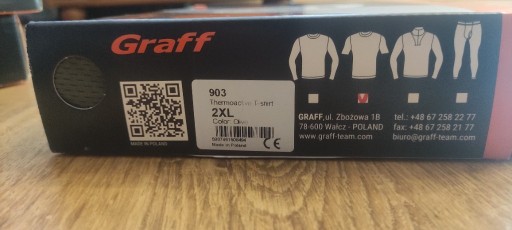 Graff
903
Thermoactive T-shirt
2XL
Color: Olive
Made in Poland
MADE IN POLAND
GRAFF, ul. Zbożowa 1B
78-600 Wałcz - POLAND
www.graff-team.com
tel.: +48 67 258 22 77
fax: +48 67 258 21 77
biuro@graff-team.com